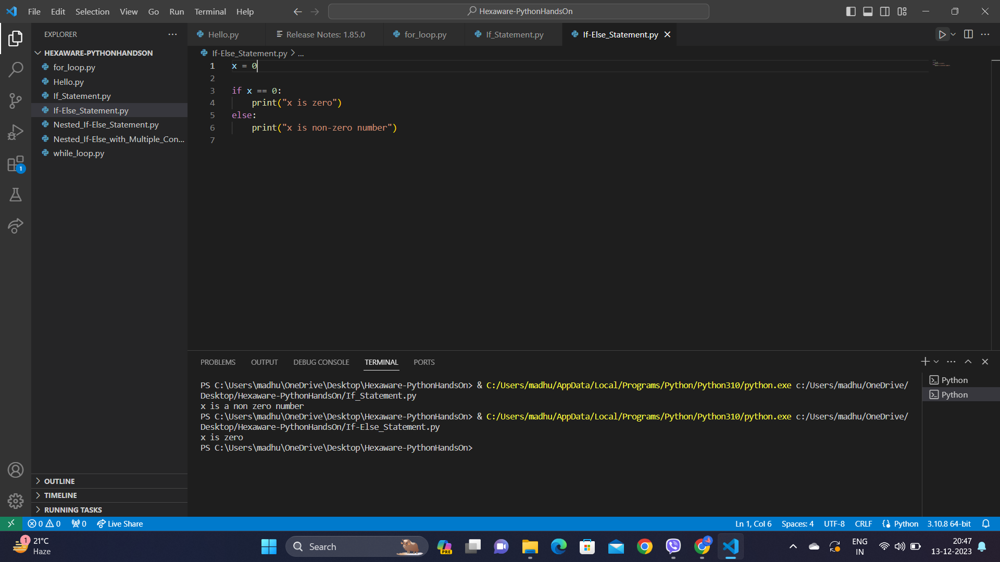 File Edit Selection View Go Run Terminal Help
Hexaware-PythonHandsOn
EXPLORER
Hello.py
Release Notes: 1.85.0
for_loop.py
If_Statement.py
If-Else_Statement.py
HEXAWARE-PYTHONHANDSON
for_loop.py
Hello.py
If_Statement.py
If-Else_Statement.py
Nested_If-Else_Statement.py
Nested_If-Else_with_Multiple_Con...
while_loop.py
1
If-Else_Statement.py > ...
1 x = 0
2
3 if x == 0:
4 print("x is zero")
5 else:
6 print("x is non-zero number")
7
PROBLEMS OUTPUT DEBUG CONSOLE TERMINAL PORTS
PS C:\Users\madhu\OneDrive\Desktop\Hexaware-PythonHandsOn> & C:/Users/madhu/AppData/Local/Programs/Python/Python310/python.exe c:/Users/madhu/OneDrive/
Desktop/Hexaware-PythonHandsOn/If_Statement.py
x is a non zero number
PS C:\Users\madhu\OneDrive\Desktop\Hexaware-PythonHandsOn> & C:/Users/madhu/AppData/Local/Programs/Python/Python310/python.exe c:/Users/madhu/OneDrive/
Desktop/Hexaware-PythonHandsOn/If-Else_Statement.py
x is zero
PS C:\Users\madhu\OneDrive\Desktop\Hexaware-PythonHandsOn>
Python
Python
OUTLINE
TIMELINE
RUNNING TASKS
0 0 0 Live Share
Ln 1, Col 6 Spaces: 4 UTF-8 CRLF {} Python 3.10.8 64-bit
1
21°C
Haze
Search
PRE
ENG
IN
20:47
13-12-2023